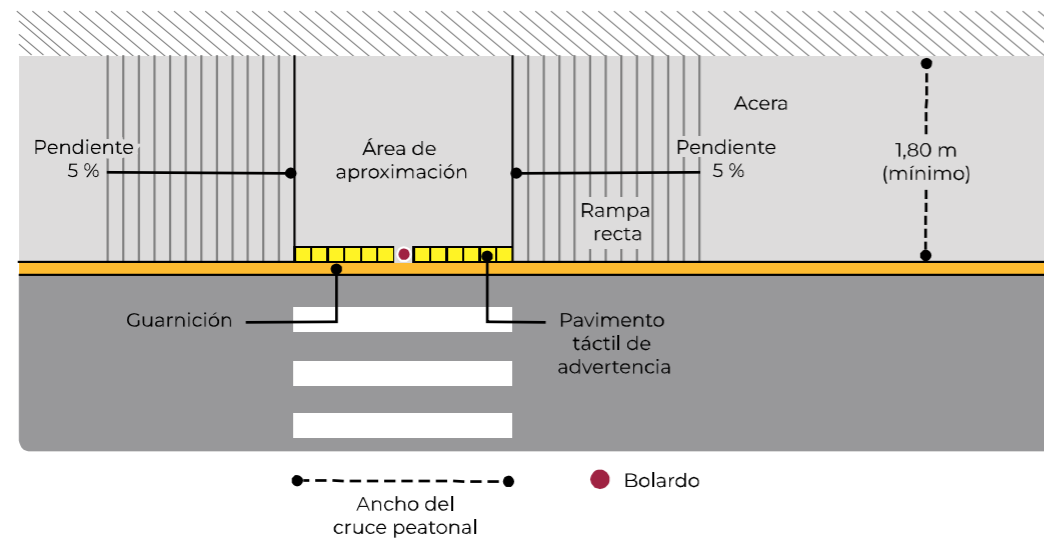 Acera
Pendiente
5 %
Área de
aproximación
Pendiente
5 %
1,80 m
(mínimo)
Rampa
recta
Guarnición
Pavimento
táctil de
advertencia
Bolardo
Ancho del
cruce peatonal